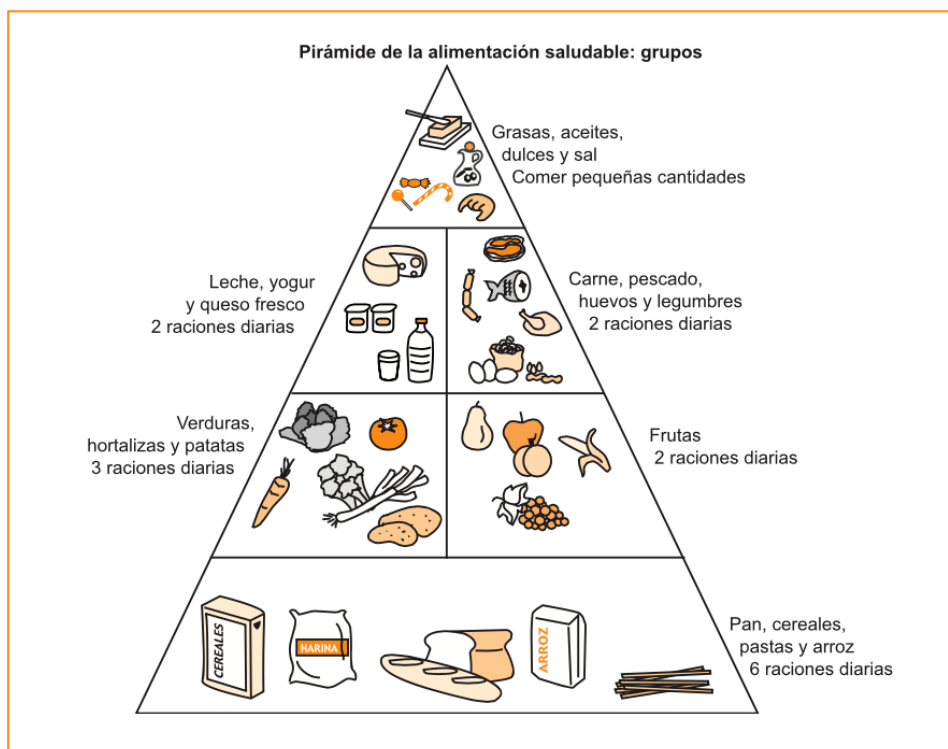 Pirámide de la alimentación saludable: grupos
Grasas, aceites,
dulces y sal
Comer pequeñas cantidades
Leche, yogur
y queso fresco
2 raciones diarias
Carne, pescado,
huevos y legumbres
2 raciones diarias
Verduras,
hortalizas y patatas
3 raciones diarias
Frutas
2 raciones diarias
CEREALES
HARINA
ARROZ
Pan, cereales,
pastas y arroz
6 raciones diarias